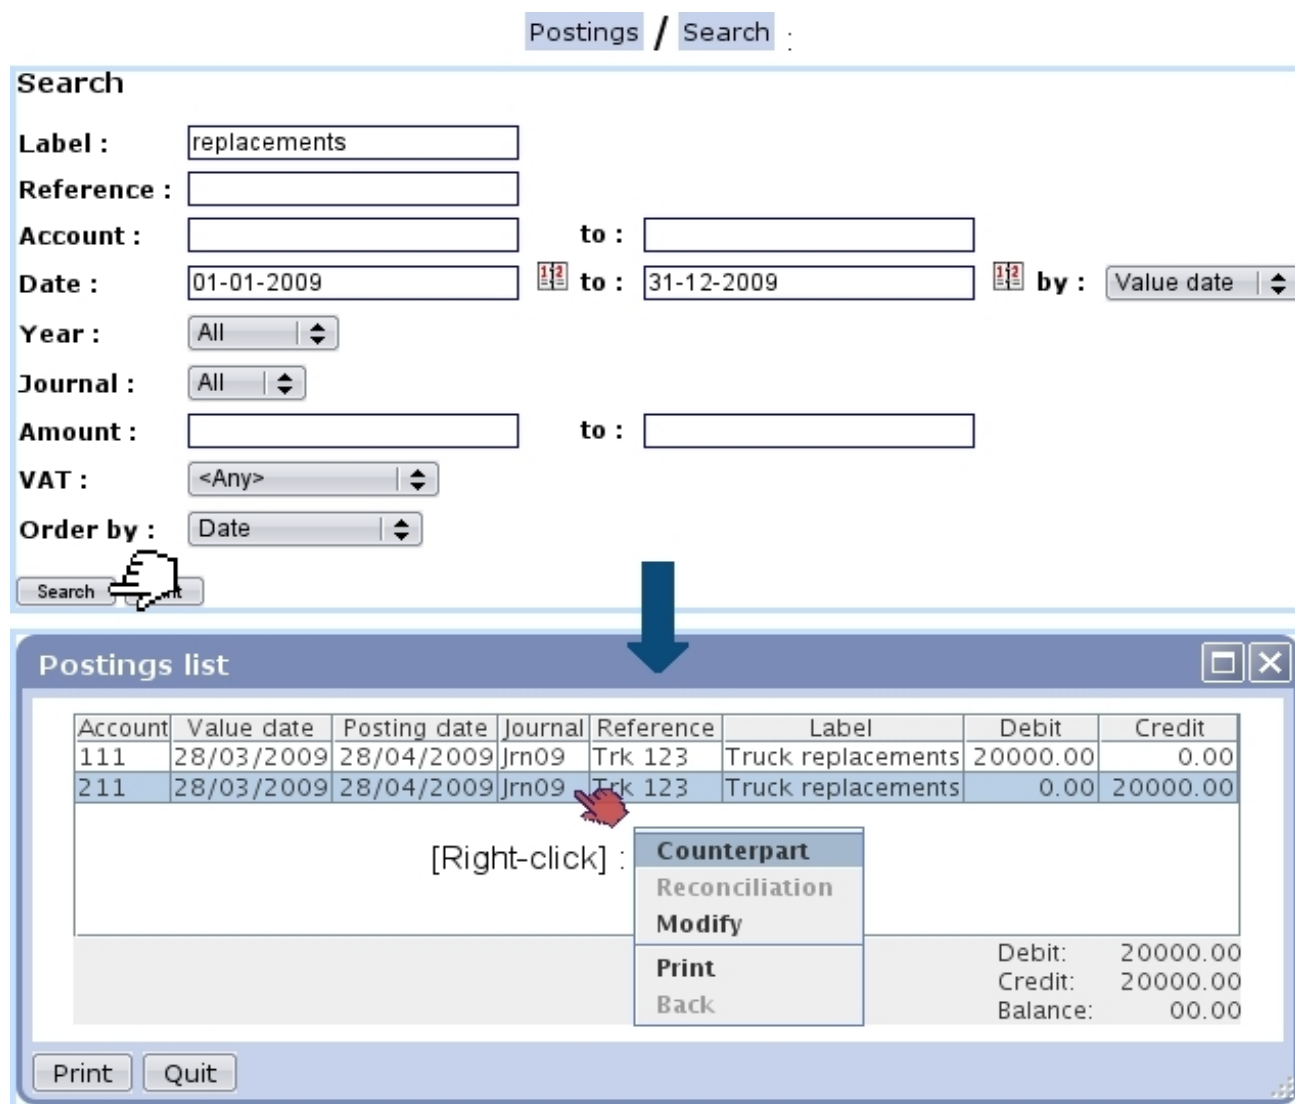 Postings / Search :
Search
Label : replacements
Reference :
Account : to :
Date : 01-01-2009 to : 31-12-2009 by : Value date
Year : All
Journal : All
Amount : to :
VAT : <Any>
Order by : Date
Search
Postings list
Account Value date Posting date Journal Reference Label Debit Credit
111 28/03/2009 28/04/2009 Jrn09 Trk 123 Truck replacements 20000.00 0.00
211 28/03/2009 28/04/2009 Jrn09 Trk 123 Truck replacements 0.00 20000.00
[Right-click] : Counterpart
Reconciliation
Modify
Print
Back
Debit: 20000.00
Credit: 20000.00
Balance: 00.00
Print Quit